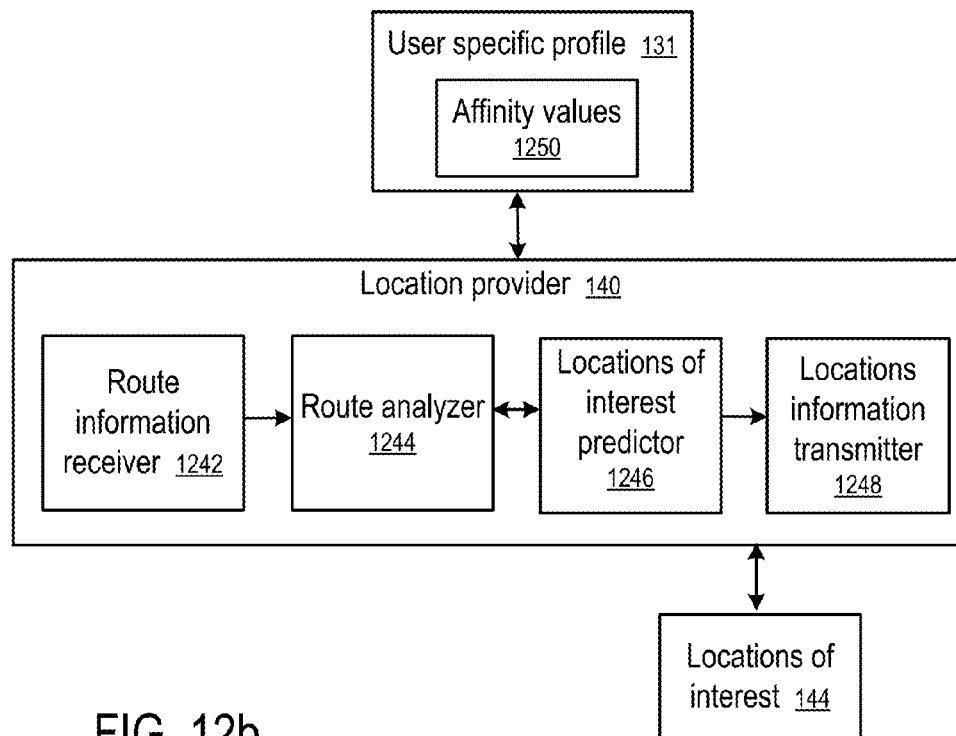 User specific profile 131
Affinity values
1250
Location provider 140
Route
information
receiver 1242
Route analyzer
1244
Locations of
interest
predictor
1246
Locations
information
transmitter
1248
Locations of
interest 144
FIG. 12b